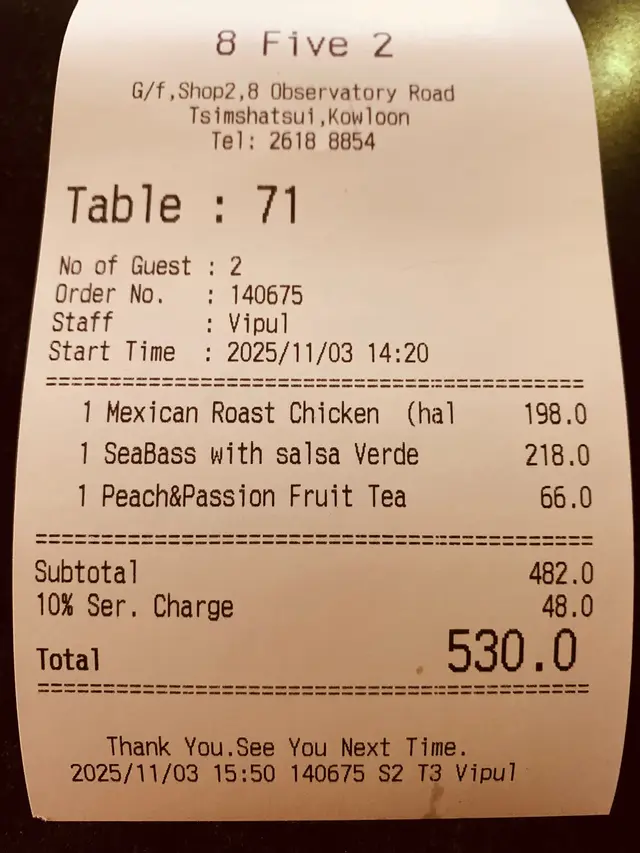 8 Five 2
G/f,Shop2,8 Observatory Road
Tsimshatsui,Kowloon
Tel: 2618 8854
Table : 71
No of Guest : 2
Order No. : 140675
Staff : Vipul
Start Time : 2025/11/03 14:20
1 Mexican Roast Chicken (hal 198.0
1 SeaBass with salsa Verde 218.0
1 Peach&Passion Fruit Tea 66.0
Subtotal 482.0
10% Ser. Charge 48.0
Total 530.0
Thank You.See You Next Time.
2025/11/03 15:50 140675 S2 T3 Vipul